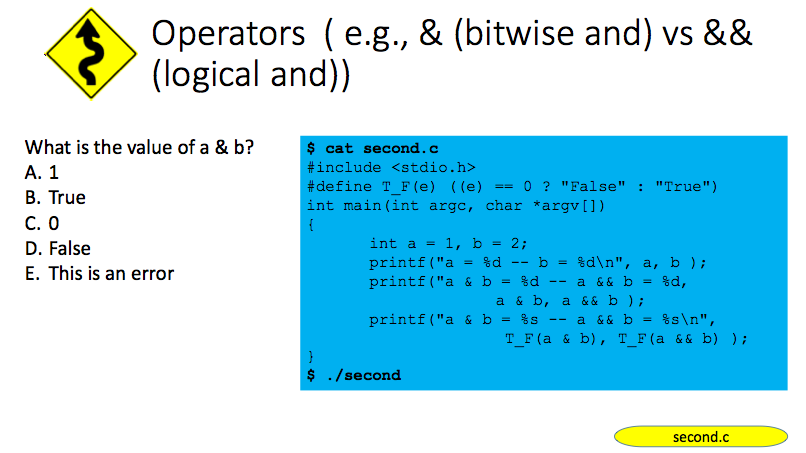 Operators  ( e.g., & (bitwise and) vs &&
(logical and))
What is the value of a & b?
A. 1
B. True
C. 0
D. False
E. This is an error
$ cat second.c
#include <stdio.h>
#define T_F(e) ((e) == 0 ? "False" : "True")
int main(int argc, char *argv[])
{
int a = 1, b = 2;
printf("a = %d -- b = %d\n", a, b );
printf("a & b = %d -- a && b = %d,
a & b, a && b );
printf("a & b = %s -- a && b = %s\n",
T_F(a & b), T_F(a && b) );
}
$ ./second
second.c